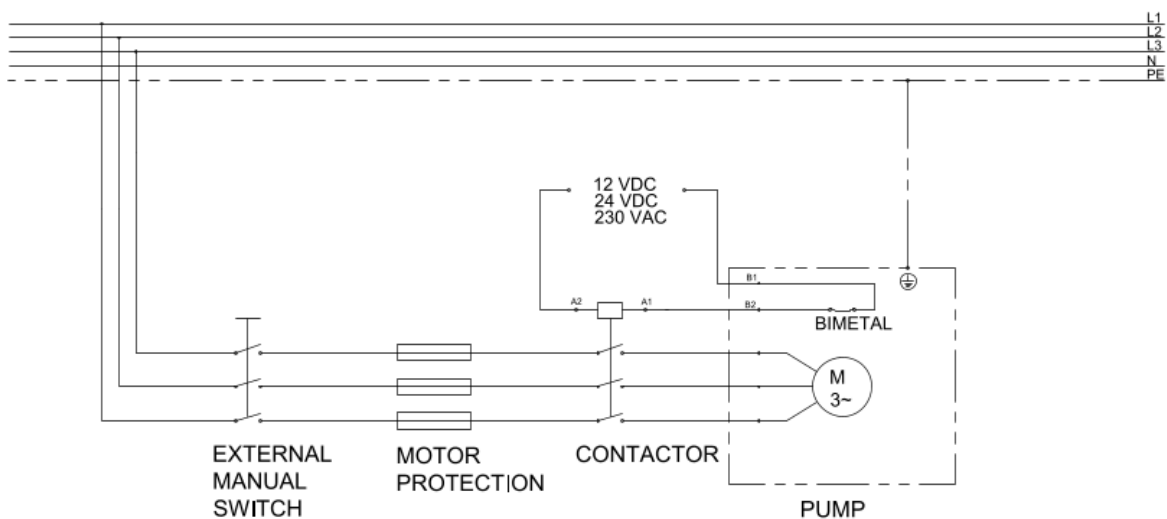 L1
L2
L3
N
PE
12 VDC
24 VDC
230 VAC
B1
A2
A1
B2
BIMETAL
M
3~
EXTERNAL
MANUAL
SWITCH
MOTOR
PROTECTION
CONTACTOR
PUMP